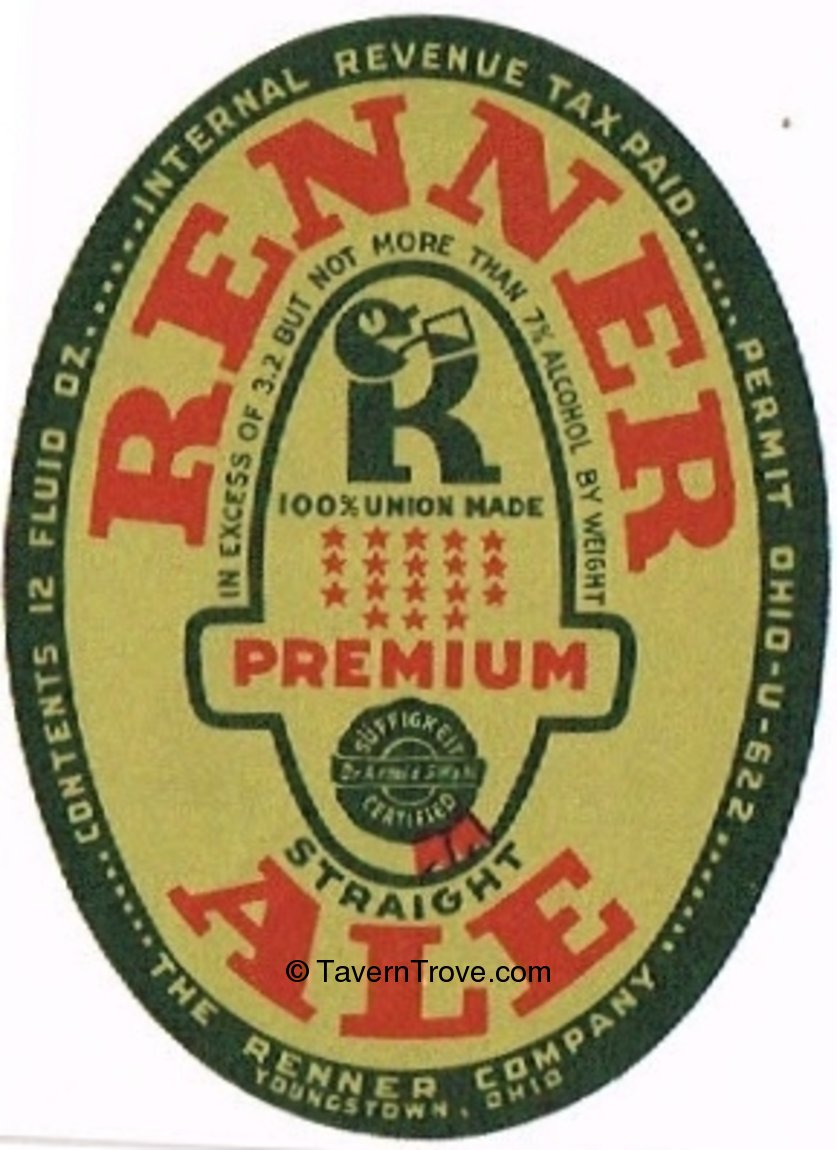 INTERNAL REVENUE TAX PAID
PERMIT OHIO-U-622
CONTENTS 12 FLUID OZ.
RENNER
IN EXCESS OF 3.2 BUT NOT MORE THAN 7% ALCOHOL BY WEIGHT
R
100% UNION MADE
PREMIUM
SÜFFIGKEIT
CERTIFIED
STRAIGHT
ALE
© TavernTrove.com
THE RENNER COMPANY
YOUNGSTOWN, OHIO